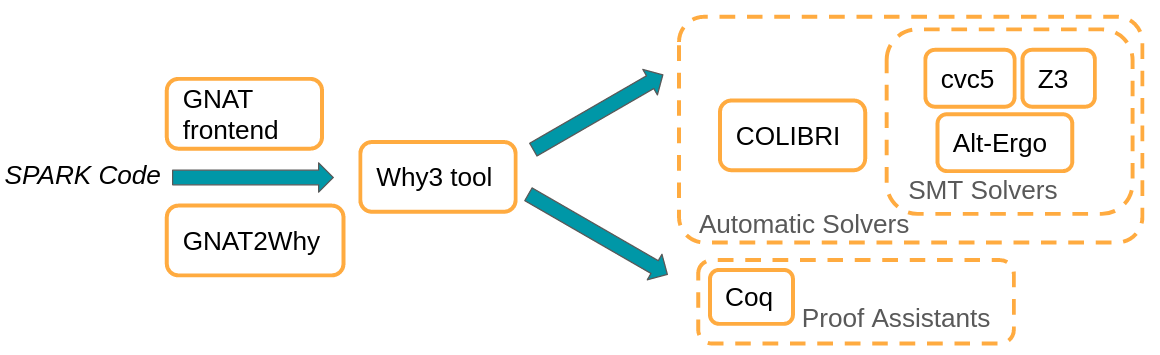 GNAT
frontend
SPARK Code
GNAT2Why
Why3 tool
COLIBRI
cvc5
Z3
Alt-Ergo
SMT Solvers
Automatic Solvers
Coq
Proof Assistants